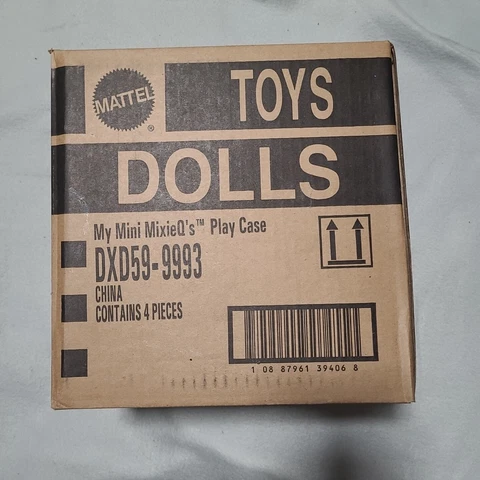 MATTEL
®
TOYS
DOLLS
My Mini MixieQ's™ Play Case
DXD59-9993
CHINA
CONTAINS 4 PIECES
1 08 87961 39406 8